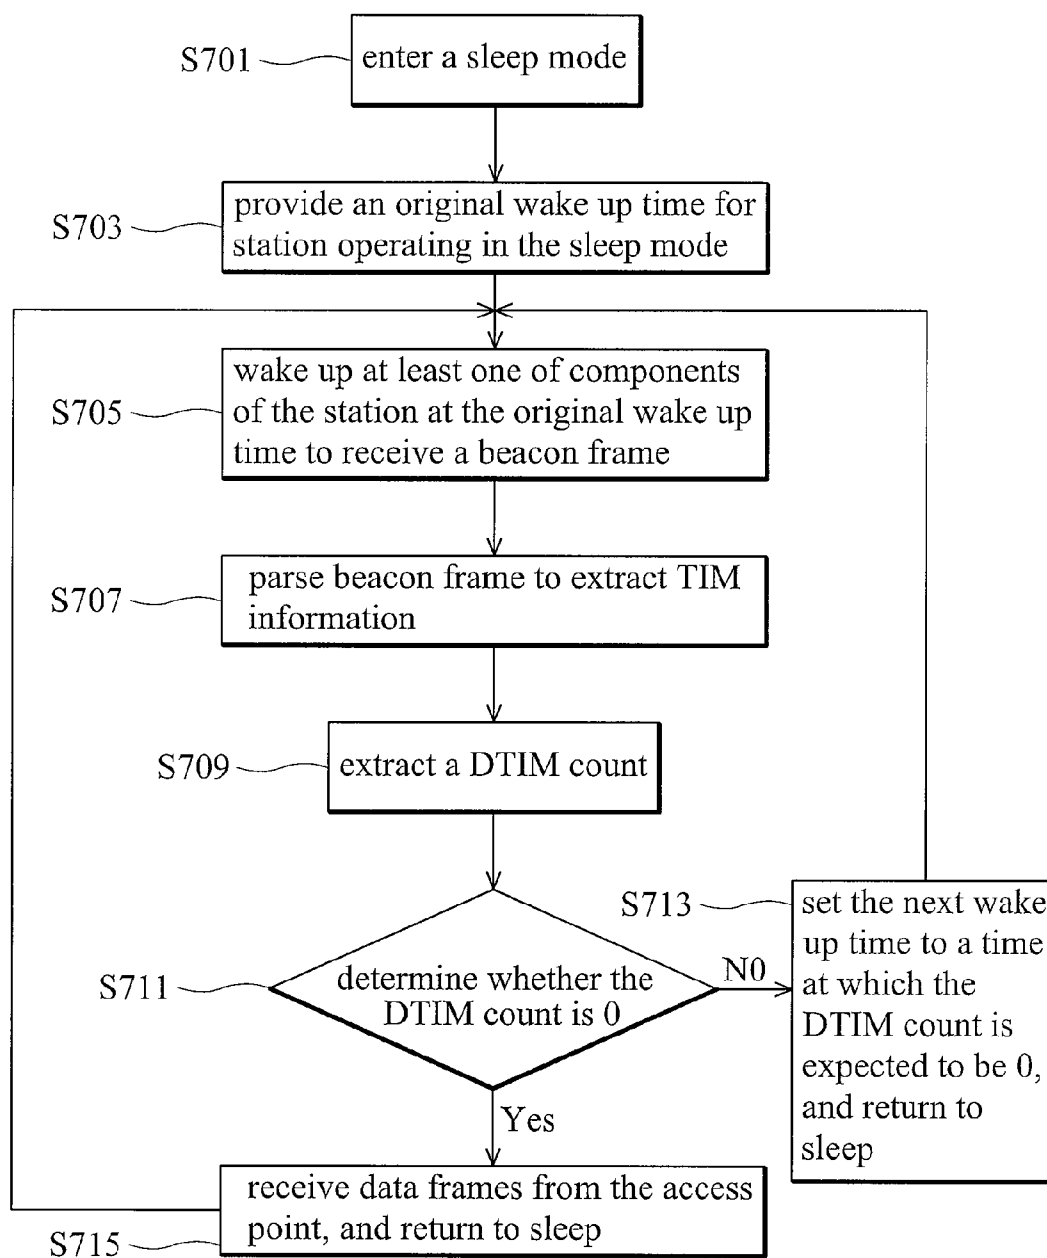 S701
enter a sleep mode
S703
provide an original wake up time for
station operating in the sleep mode
S705
wake up at least one of components
of the station at the original wake up
time to receive a beacon frame
S707
parse beacon frame to extract TIM
information
S709
extract a DTIM count
S711
determine whether the
DTIM count is 0
N0
S713
set the next wake
up time to a time
at which the
DTIM count is
expected to be 0,
and return to
sleep
Yes
S715
receive data frames from the access
point, and return to sleep